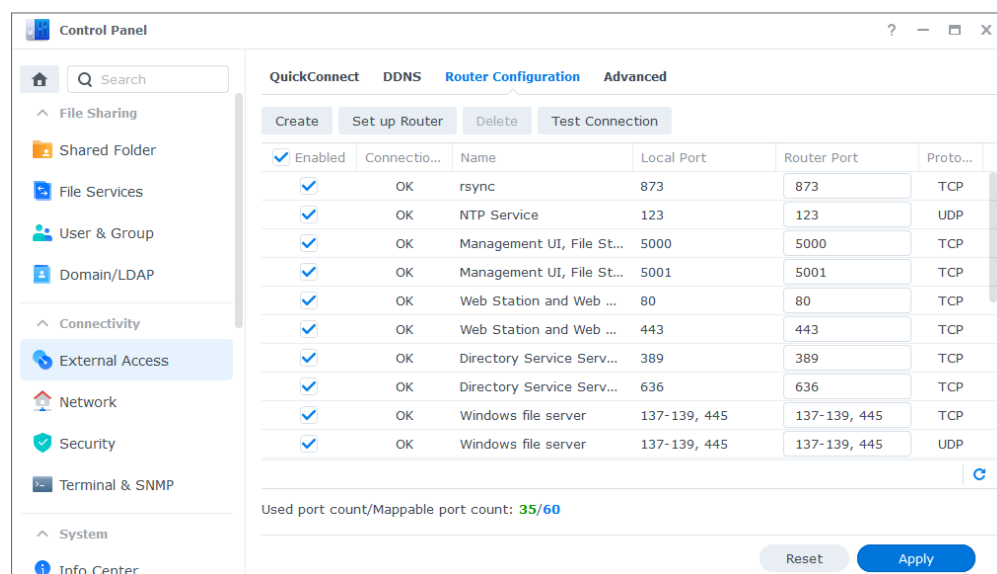 Control Panel
?
Search
File Sharing
Shared Folder
File Services
User & Group
Domain/LDAP
Connectivity
External Access
Network
Security
Terminal & SNMP
System
Info Center
QuickConnect DDNS Router Configuration Advanced
Create Set up Router Delete Test Connection
Enabled Connectio... Name Local Port Router Port Proto...
OK rsync 873 873 TCP
OK NTP Service 123 123 UDP
OK Management UI, File St... 5000 5000 TCP
OK Management UI, File St... 5001 5001 TCP
OK Web Station and Web ... 80 80 TCP
OK Web Station and Web ... 443 443 TCP
OK Directory Service Serv... 389 389 TCP
OK Directory Service Serv... 636 636 TCP
OK Windows file server 137-139, 445 137-139, 445 TCP
OK Windows file server 137-139, 445 137-139, 445 UDP
Used port count/Mappable port count: 35/60
Reset Apply